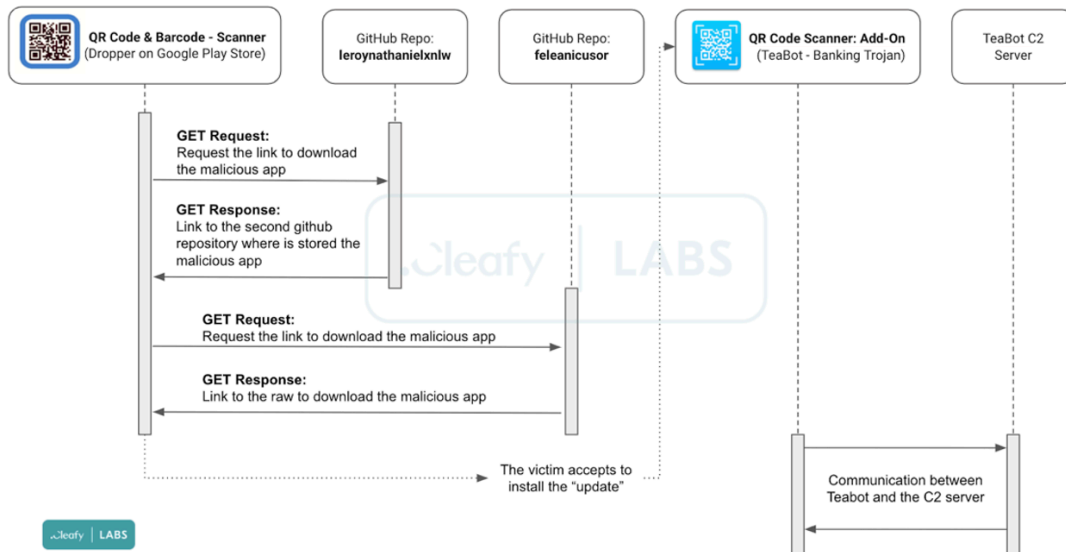 QR Code & Barcode - Scanner
(Dropper on Google Play Store)
GitHub Repo:
leroynathanielxnlw
GitHub Repo:
feleanicusor
QR Code Scanner: Add-On
(TeaBot - Banking Trojan)
TeaBot C2
Server
GET Request:
Request the link to download
the malicious app
GET Response:
Link to the second github
repository where is stored the
malicious app
Cleafy | LABS
GET Request:
Request the link to download the malicious app
GET Response:
Link to the raw to download the malicious app
The victim accepts to
install the “update”
Communication between
Teabot and the C2 server
Cleafy | LABS